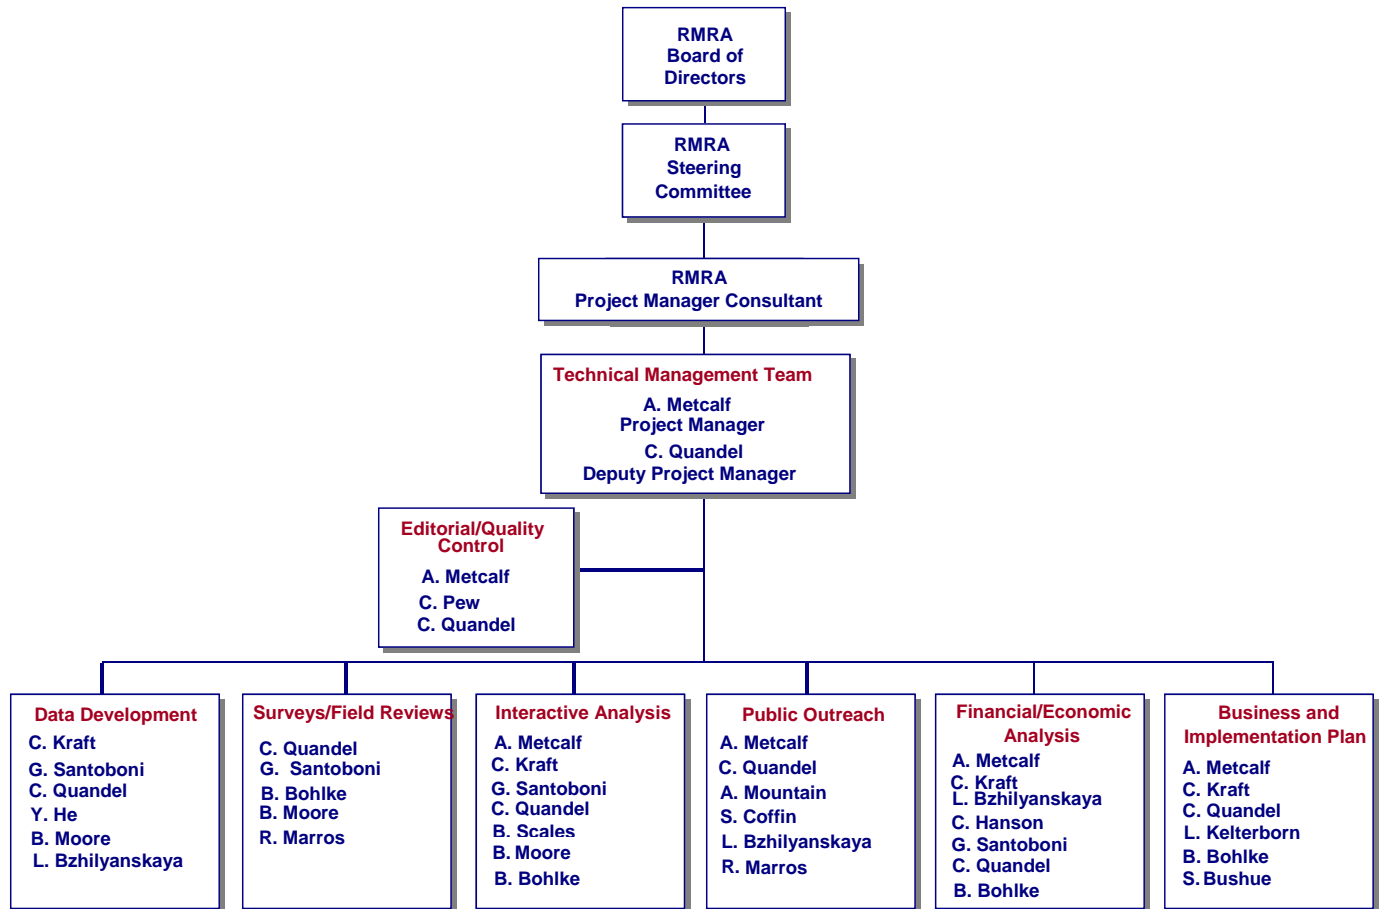 RMRA
Board of
Directors
RMRA
Steering
Committee
RMRA
Project Manager Consultant
Technical Management Team
A. Metcalf
Project Manager
C. Quandel
Deputy Project Manager
Editorial/Quality
Control
A. Metcalf
C. Pew
C. Quandel
Data Development
C. Kraft
G. Santoboni
C. Quandel
Y. He
B. Moore
L. Bzhilyanskaya
Surveys/Field Reviews
C. Quandel
G. Santoboni
B. Bohlke
B. Moore
R. Marros
Interactive Analysis
A. Metcalf
C. Kraft
G. Santoboni
C. Quandel
B. Scales
B. Moore
B. Bohlke
Public Outreach
A. Metcalf
C. Quandel
A. Mountain
S. Coffin
L. Bzhilyanskaya
R. Marros
Financial/Economic
Analysis
A. Metcalf
C. Kraft
L. Bzhilyanskaya
C. Hanson
G. Santoboni
C. Quandel
B. Bohlke
Business and
Implementation Plan
A. Metcalf
C. Kraft
C. Quandel
L. Kelterborn
B. Bohlke
S. Bushue